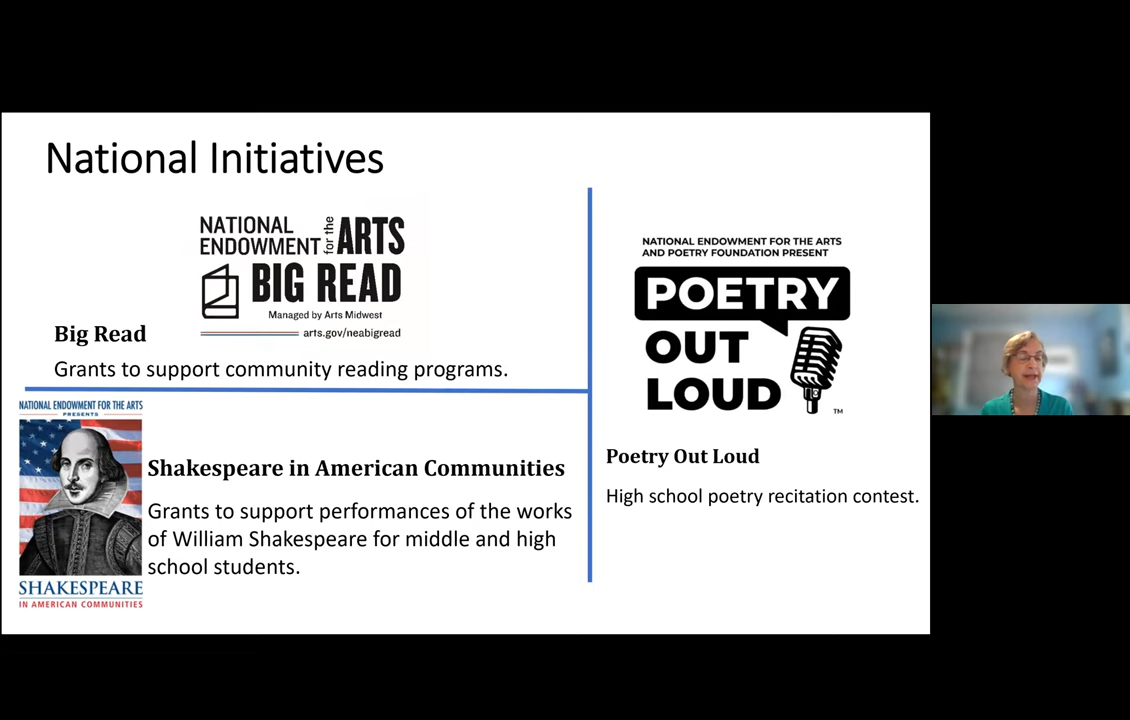 National Initiatives
NATIONAL
ENDOWMENT for the ARTS
BIG READ
Managed by Arts Midwest
arts.gov/neabigread
Big Read
Grants to support community reading programs.
NATIONAL ENDOWMENT FOR THE ARTS
PRESENTS
SHAKESPEARE
IN AMERICAN COMMUNITIES
Shakespeare in American Communities
Grants to support performances of the works
of William Shakespeare for middle and high
school students.
NATIONAL ENDOWMENT FOR THE ARTS
AND POETRY FOUNDATION PRESENT
POETRY
OUT
LOUD
TM
Poetry Out Loud
High school poetry recitation contest.